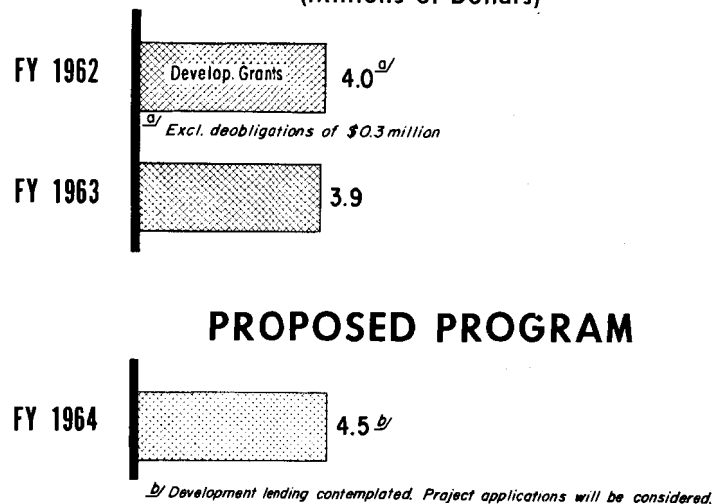 (Millions of Dollars)
FY 1962 Develop. Grants 4.0 a/
a/ Excl. deobligations of $0.3 million
FY 1963 3.9
PROPOSED PROGRAM
FY 1964 4.5 b/
b/ Development lending contemplated. Project applications will be considered.